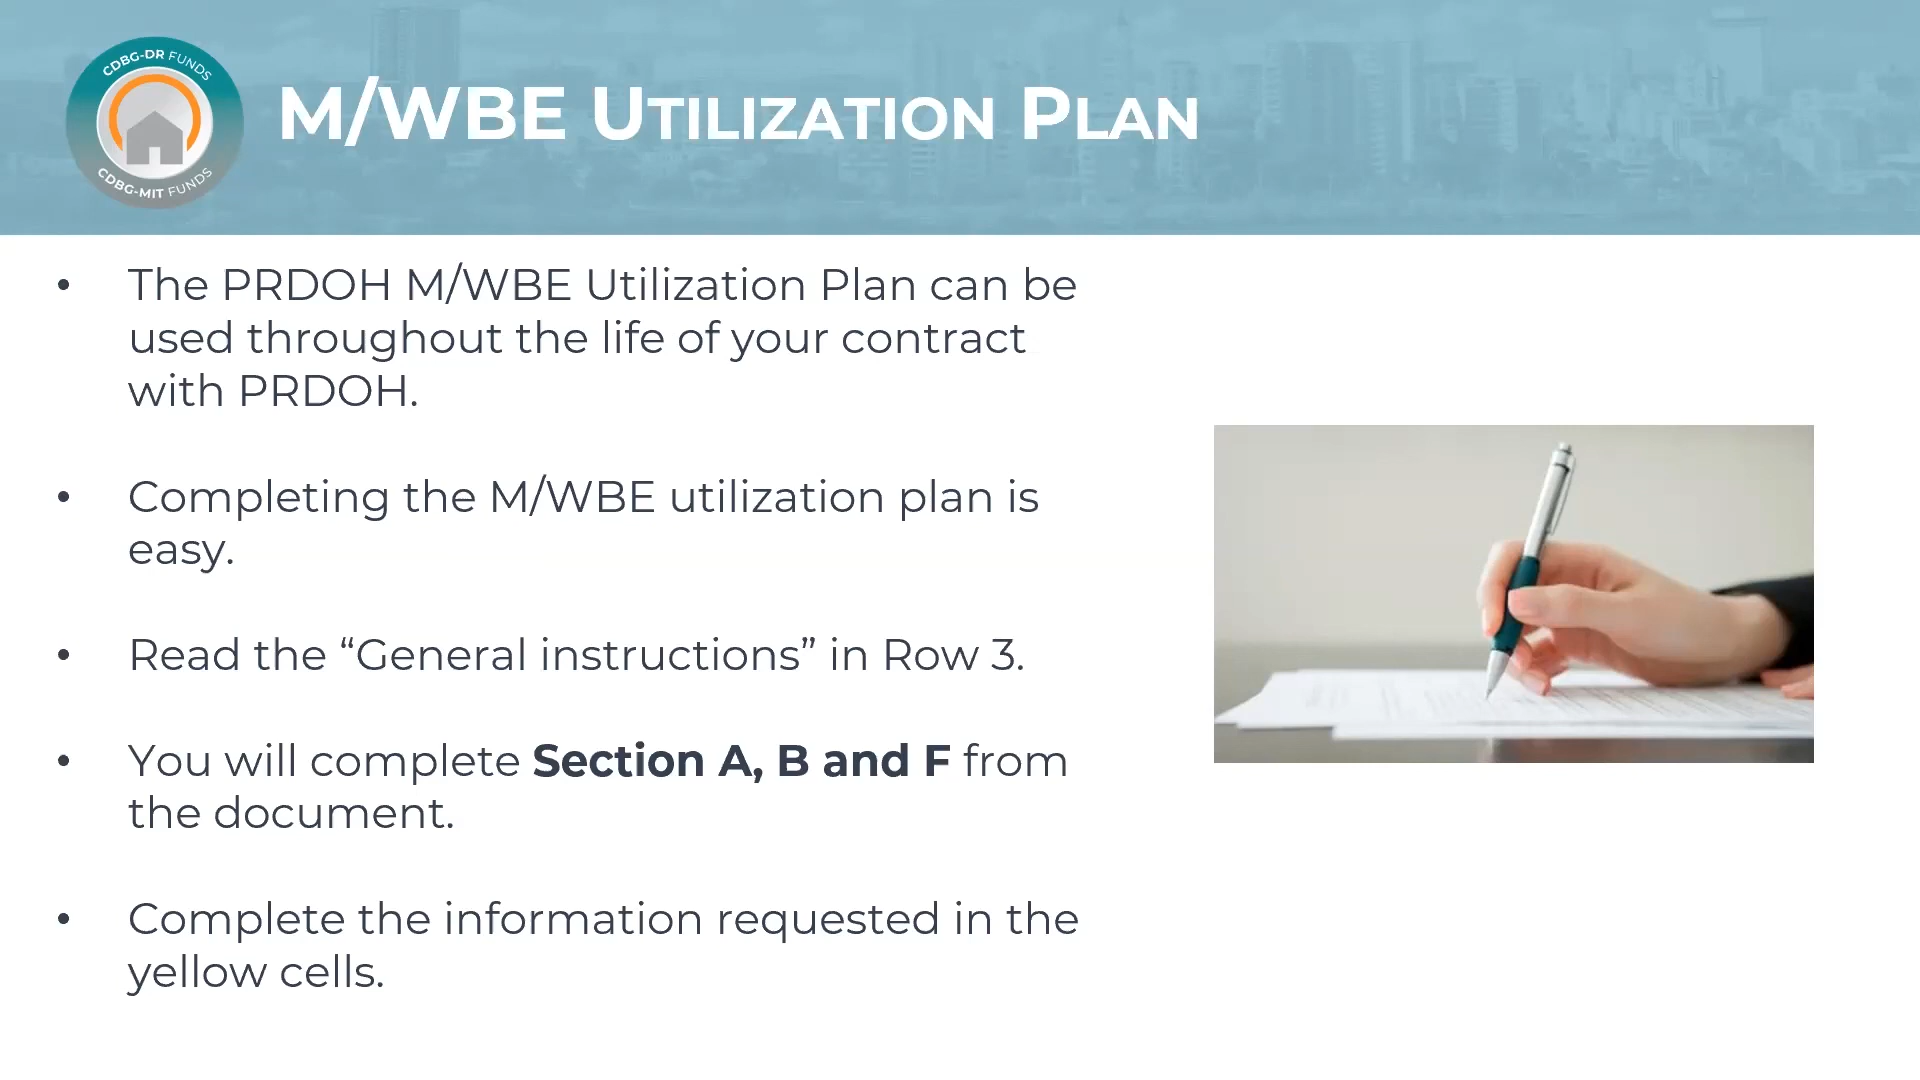 CDBG-DR FUNDS
CDBG-MIT FUNDS
M/WBE UTILIZATION PLAN
• The PRDOH M/WBE Utilization Plan can be
used throughout the life of your contract
with PRDOH.
• Completing the M/WBE utilization plan is
easy.
• Read the “General instructions” in Row 3.
• You will complete Section A, B and F from
the document.
• Complete the information requested in the
yellow cells.